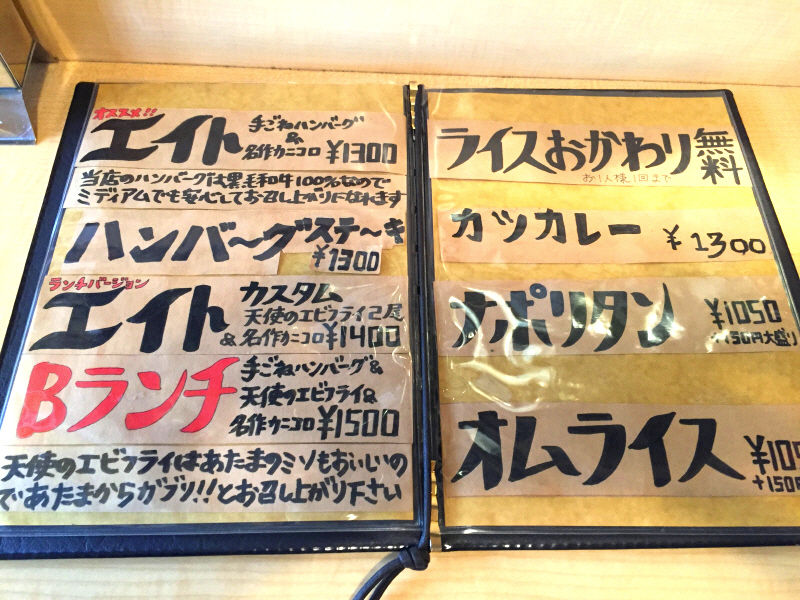 オススメ!!
エイト 手ごねハンバーグ
&
名作カニコロ ¥1300
当店のハンバーグは黒毛和牛100%なので
ミディアムでも安心してお召し上がりになれます
ハンバ〜グステ〜キ
¥1300
ランチバージョン
エイト カスタム
天使のエビフライ2尾
&名作カニコロ ¥1400
Bランチ 手ごねハンバーグ&
天使のエビフライ&
名作カニコロ ¥1500
天使のエビフライはあたまのミソもおいしいの
であたまからガブリ!!とお召し上がり下さい
ライスおかわり無料
お1人様1回まで
カツカレー ¥1300
ナポリタン ¥1050
+150円大盛り
オムライス
+150